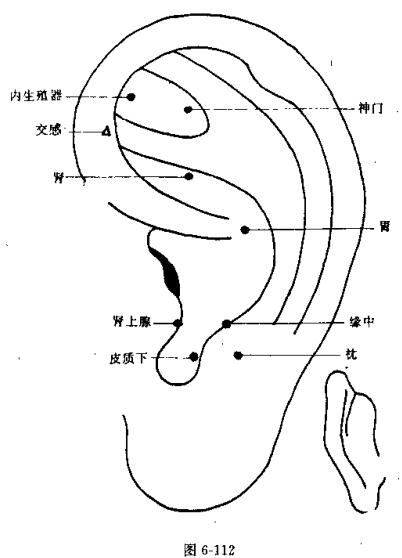 内生殖器
神门
交感
肾
胃
肾上腺
缘中
皮质下
枕
图 6-112